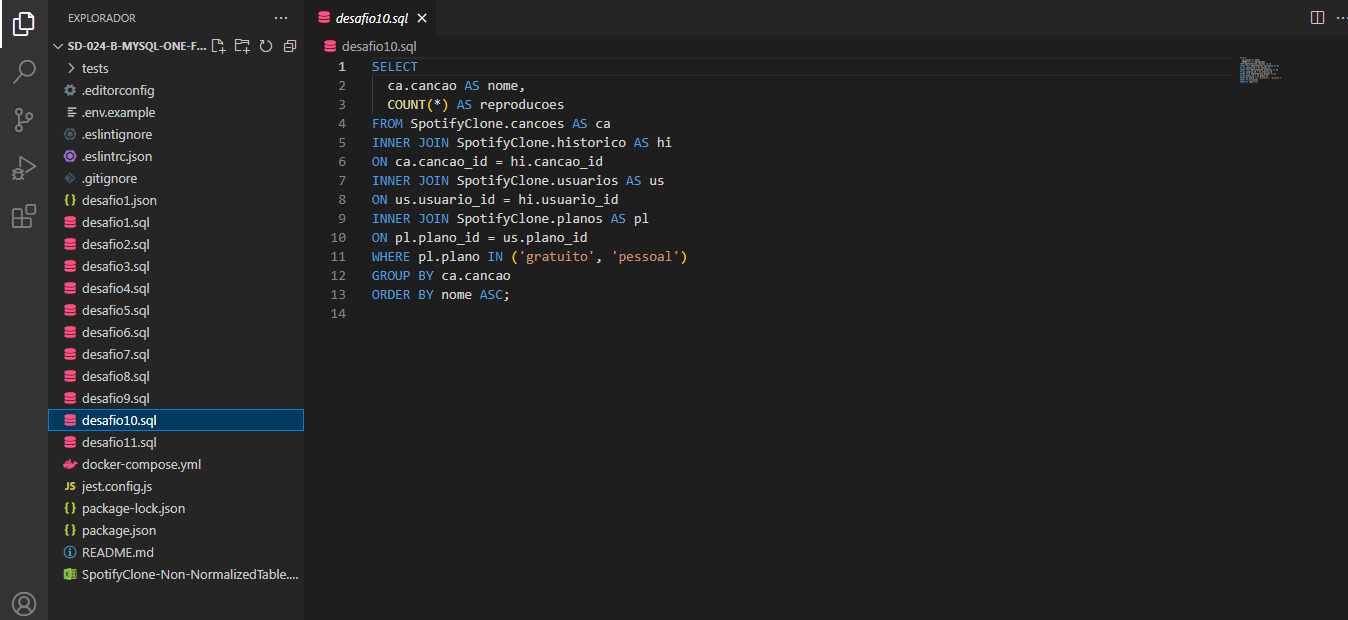 EXPLORADOR
SD-024-B-MYSQL-ONE-F...
tests
.editorconfig
.env.example
.eslintignore
.eslintrc.json
.gitignore
desafio1.json
desafio1.sql
desafio2.sql
desafio3.sql
desafio4.sql
desafio5.sql
desafio6.sql
desafio7.sql
desafio8.sql
desafio9.sql
desafio10.sql
desafio11.sql
docker-compose.yml
JS jest.config.js
package-lock.json
package.json
README.md
SpotifyClone-Non-NormalizedTable....
desafio10.sql
desafio10.sql
1 SELECT
2 ca.cancao AS nome,
3 COUNT(*) AS reproducoes
4 FROM SpotifyClone.cancoes AS ca
5 INNER JOIN SpotifyClone.historico AS hi
6 ON ca.cancao_id = hi.cancao_id
7 INNER JOIN SpotifyClone.usuarios AS us
8 ON us.usuario_id = hi.usuario_id
9 INNER JOIN SpotifyClone.planos AS pl
10 ON pl.plano_id = us.plano_id
11 WHERE pl.plano IN ('gratuito', 'pessoal')
12 GROUP BY ca.cancao
13 ORDER BY nome ASC;
14